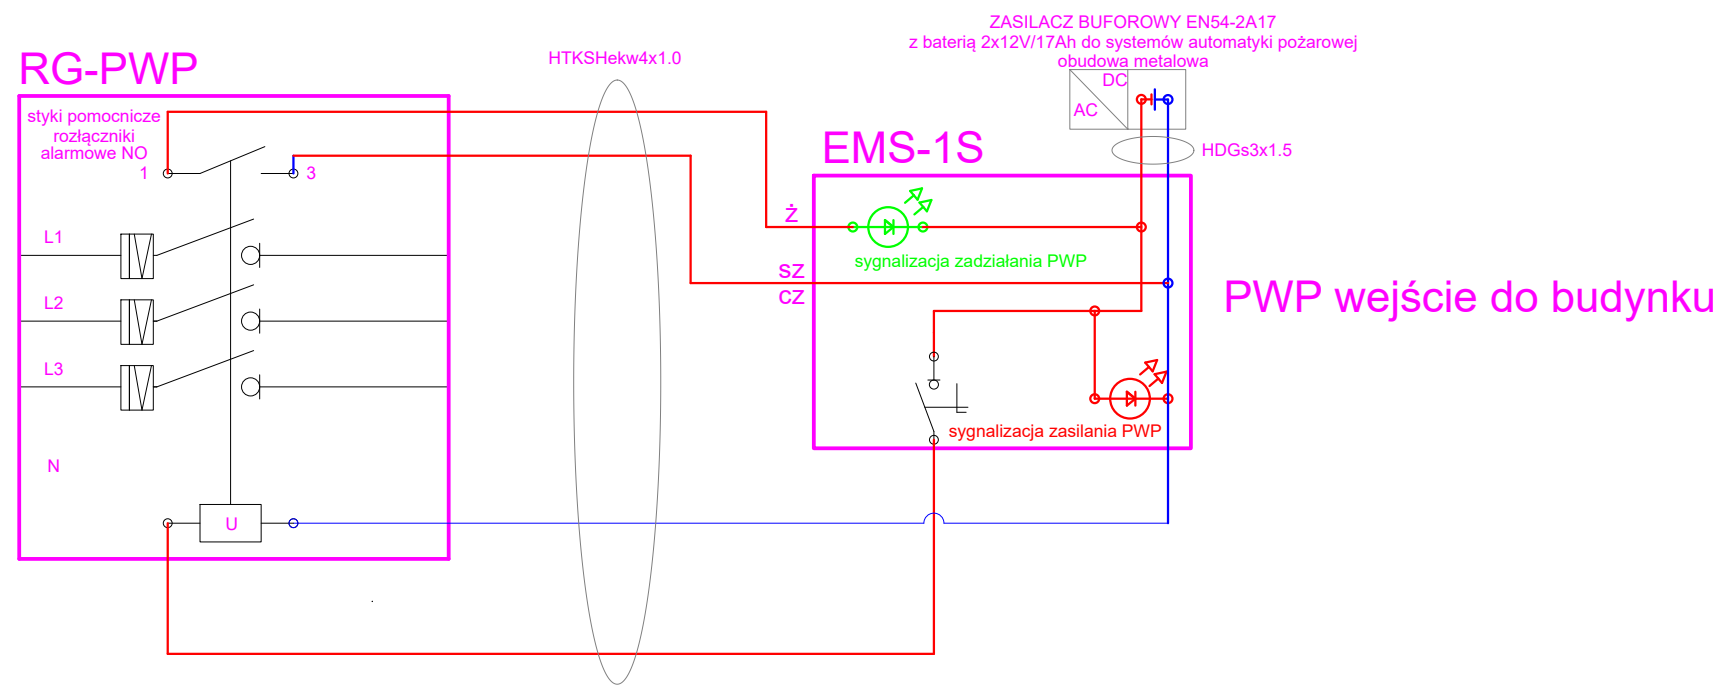 ZASILACZ BUFOROWY EN54-2A17
z baterią 2x12V/17Ah do systemów automatyki pożarowej
obudowa metalowa
DC
AC
HDGs3x1.5
HTKSHekw4x1.0
RG-PWP
styki pomocnicze
rozłączniki
alarmowe NO
1
3
L1
L2
L3
N
U
EMS-1S
Ż
sygnalizacja zadziałania PWP
SZ
CZ
sygnalizacja zasilania PWP
PWP wejście do budynku